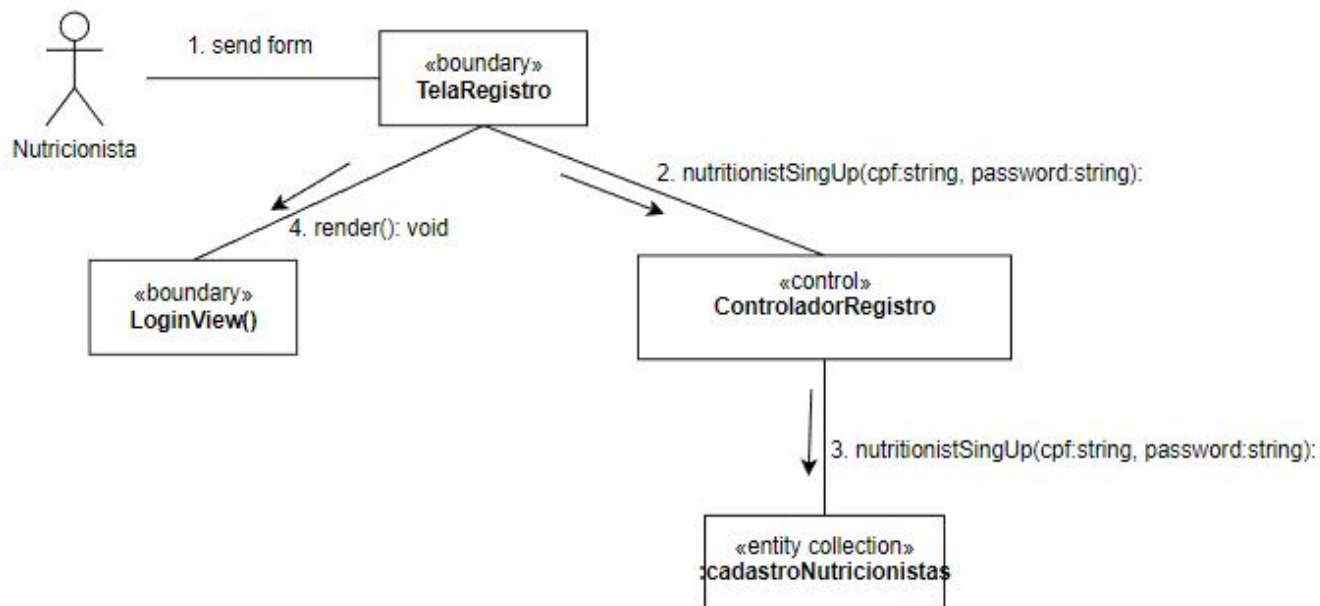 1. send form
«boundary»
TelaRegistro
Nutricionista
2. nutritionistSingUp(cpf:string, password:string):
4. render(): void
«boundary»
LoginView()
«control»
ControladorRegistro
3. nutritionistSingUp(cpf:string, password:string):
«entity collection»
:cadastroNutricionistas